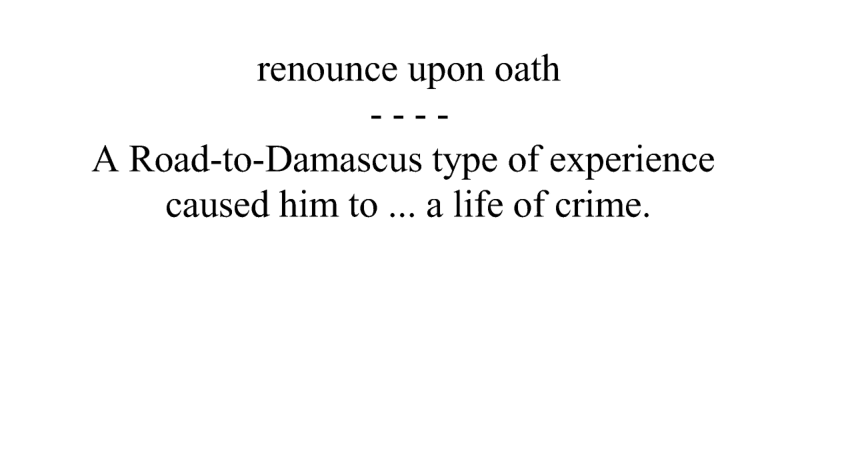 renounce upon oath
- - - -
A Road-to-Damascus type of experience
caused him to ... a life of crime.